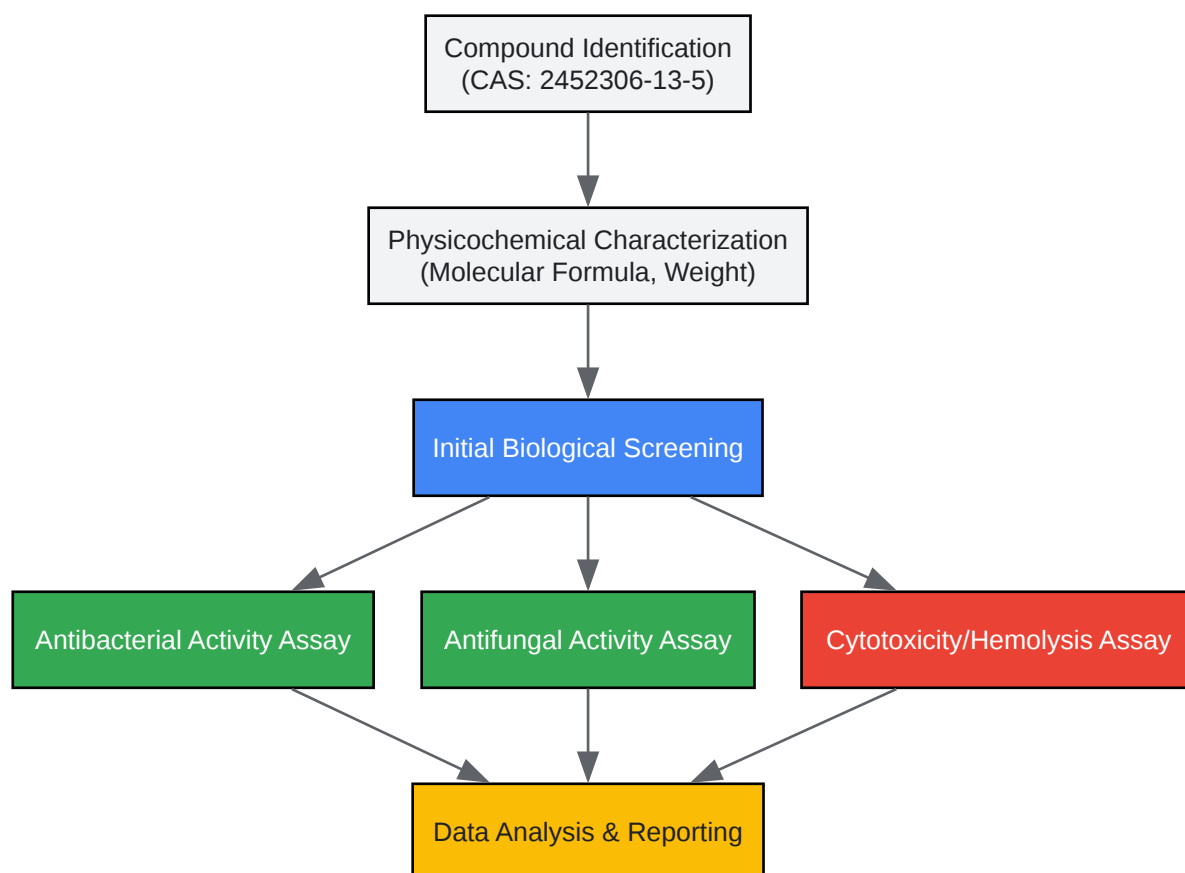 Compound Identification
(CAS: 2452306-13-5)
Physicochemical Characterization
(Molecular Formula, Weight)
Initial Biological Screening
Antibacterial Activity Assay
Antifungal Activity Assay
Cytotoxicity/Hemolysis Assay
Data Analysis & Reporting